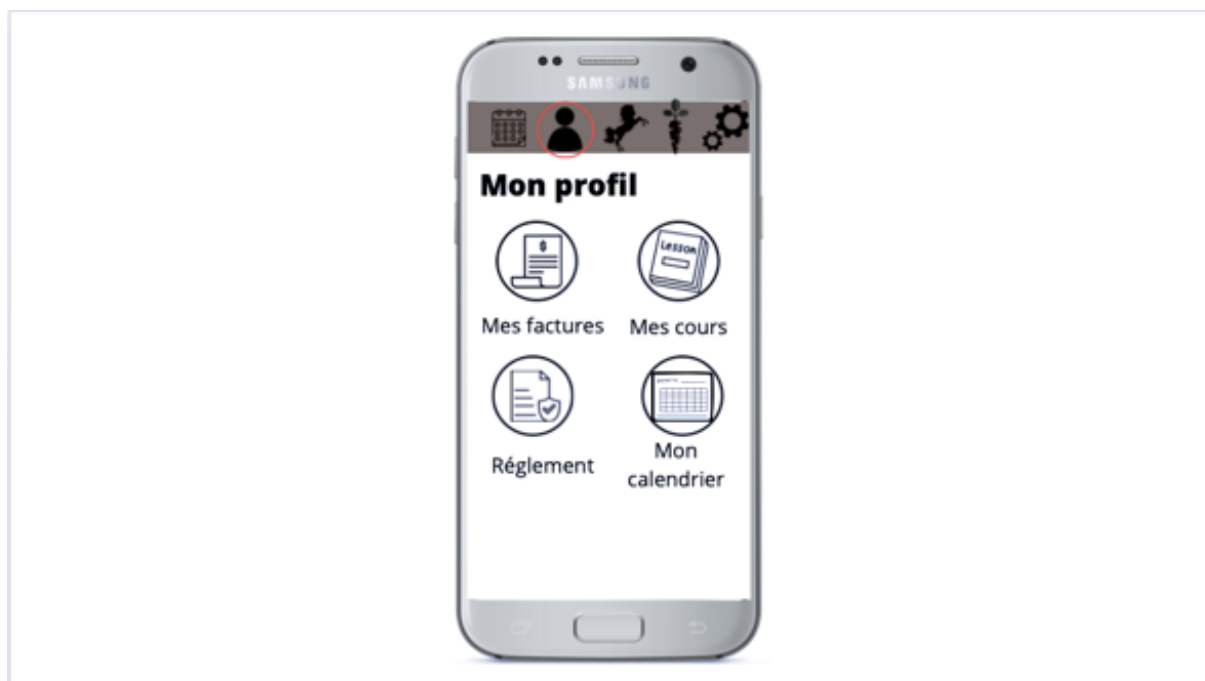 SAMSUNG
Mon profil
Lesson
Mes factures
Mes cours
Réglement
Mon
calendrier